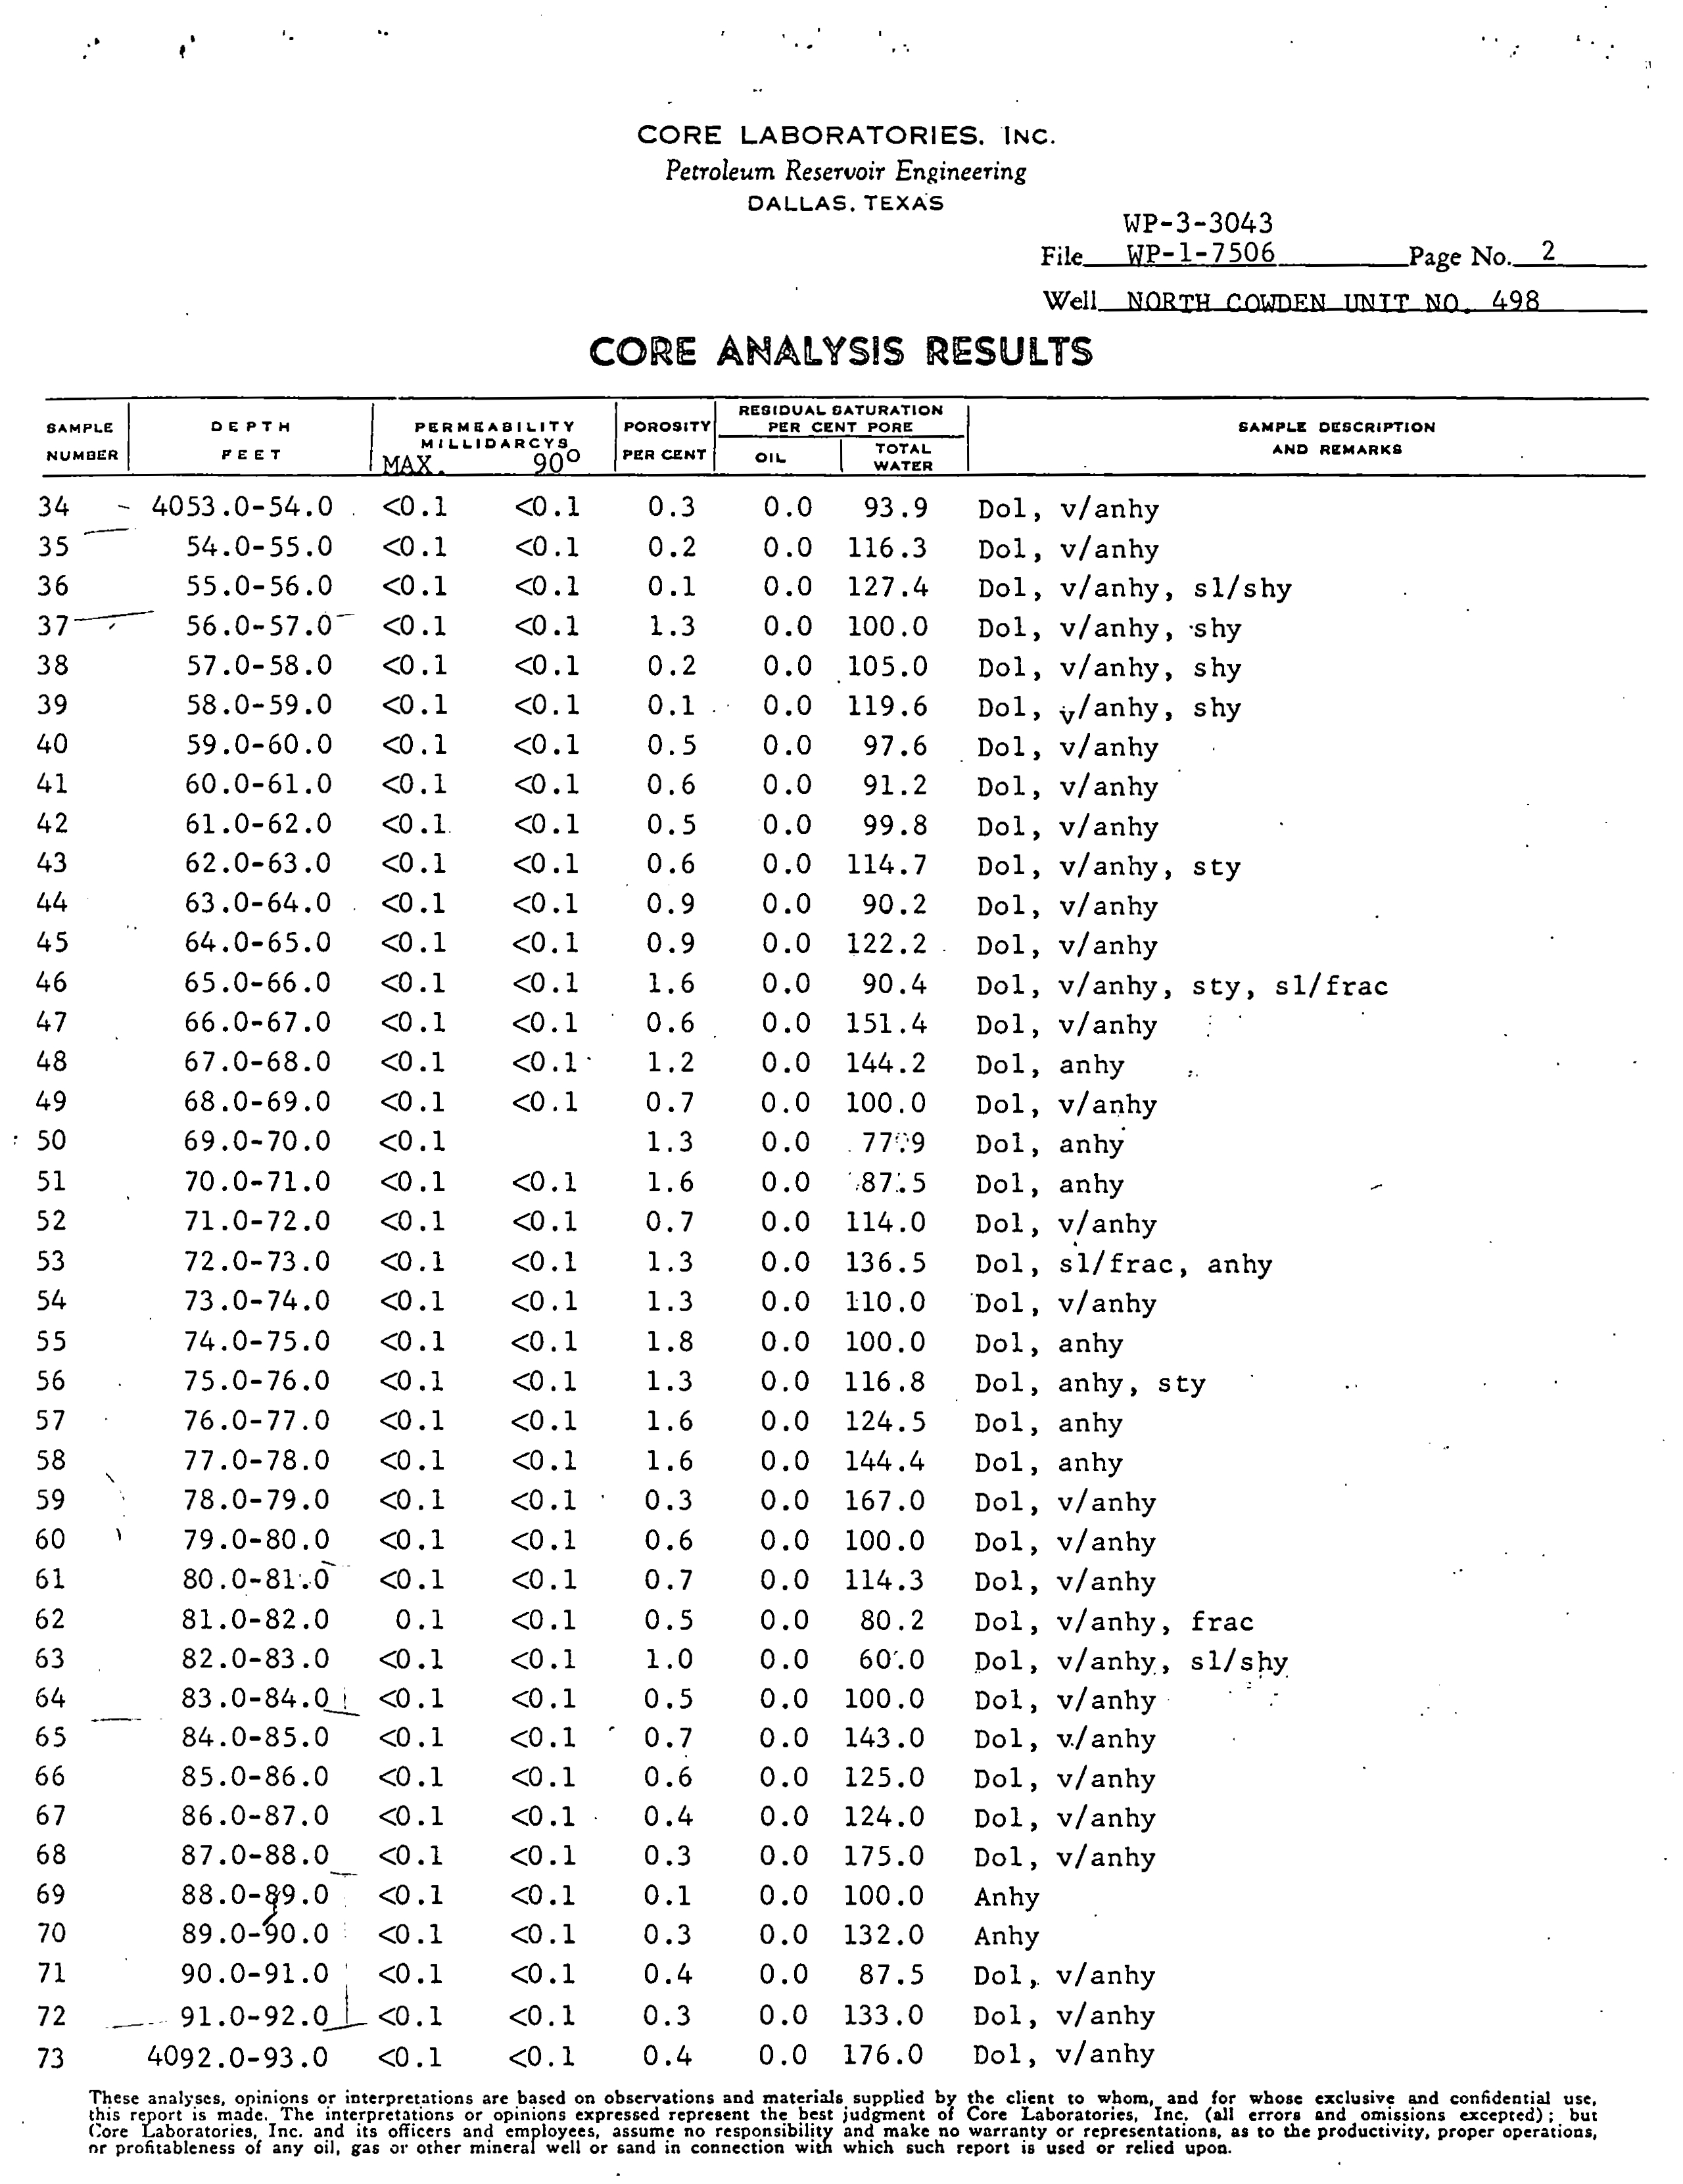 CORE LABORATORIES, INC.
Petroleum Reservoir Engineering
DALLAS, TEXAS
WP-3-3043
File WP-1-7506 Page No. 2
Well NORTH COWDEN UNIT NO. 498
CORE ANALYSIS RESULTS
SAMPLE NUMBER DEPTH FEET PERMEABILITY MILLIDARCYS MAX. 90° POROSITY PER CENT RESIDUAL SATURATION PER CENT PORE OIL TOTAL WATER SAMPLE DESCRIPTION AND REMARKS
34 4053.0-54.0 <0.1 <0.1 0.3 0.0 93.9 Dol, v/anhy
35 54.0-55.0 <0.1 <0.1 0.2 0.0 116.3 Dol, v/anhy
36 55.0-56.0 <0.1 <0.1 0.1 0.0 127.4 Dol, v/anhy, sl/shy
37 56.0-57.0 <0.1 <0.1 1.3 0.0 100.0 Dol, v/anhy, shy
38 57.0-58.0 <0.1 <0.1 0.2 0.0 105.0 Dol, v/anhy, shy
39 58.0-59.0 <0.1 <0.1 0.1 0.0 119.6 Dol, v/anhy, shy
40 59.0-60.0 <0.1 <0.1 0.5 0.0 97.6 Dol, v/anhy
41 60.0-61.0 <0.1 <0.1 0.6 0.0 91.2 Dol, v/anhy
42 61.0-62.0 <0.1 <0.1 0.5 0.0 99.8 Dol, v/anhy
43 62.0-63.0 <0.1 <0.1 0.6 0.0 114.7 Dol, v/anhy, sty
44 63.0-64.0 <0.1 <0.1 0.9 0.0 90.2 Dol, v/anhy
45 64.0-65.0 <0.1 <0.1 0.9 0.0 122.2 Dol, v/anhy
46 65.0-66.0 <0.1 <0.1 1.6 0.0 90.4 Dol, v/anhy, sty, sl/frac
47 66.0-67.0 <0.1 <0.1 0.6 0.0 151.4 Dol, v/anhy
48 67.0-68.0 <0.1 <0.1 1.2 0.0 144.2 Dol, anhy
49 68.0-69.0 <0.1 <0.1 0.7 0.0 100.0 Dol, v/anhy
50 69.0-70.0 <0.1 1.3 0.0 77.9 Dol, anhy
51 70.0-71.0 <0.1 <0.1 1.6 0.0 87.5 Dol, anhy
52 71.0-72.0 <0.1 <0.1 0.7 0.0 114.0 Dol, v/anhy
53 72.0-73.0 <0.1 <0.1 1.3 0.0 136.5 Dol, sl/frac, anhy
54 73.0-74.0 <0.1 <0.1 1.3 0.0 110.0 Dol, v/anhy
55 74.0-75.0 <0.1 <0.1 1.8 0.0 100.0 Dol, anhy
56 75.0-76.0 <0.1 <0.1 1.3 0.0 116.8 Dol, anhy, sty
57 76.0-77.0 <0.1 <0.1 1.6 0.0 124.5 Dol, anhy
58 77.0-78.0 <0.1 <0.1 1.6 0.0 144.4 Dol, anhy
59 78.0-79.0 <0.1 <0.1 0.3 0.0 167.0 Dol, v/anhy
60 79.0-80.0 <0.1 <0.1 0.6 0.0 100.0 Dol, v/anhy
61 80.0-81.0 <0.1 <0.1 0.7 0.0 114.3 Dol, v/anhy
62 81.0-82.0 0.1 <0.1 0.5 0.0 80.2 Dol, v/anhy, frac
63 82.0-83.0 <0.1 <0.1 1.0 0.0 60.0 Dol, v/anhy, sl/shy
64 83.0-84.0 <0.1 <0.1 0.5 0.0 100.0 Dol, v/anhy
65 84.0-85.0 <0.1 <0.1 0.7 0.0 143.0 Dol, v/anhy
66 85.0-86.0 <0.1 <0.1 0.6 0.0 125.0 Dol, v/anhy
67 86.0-87.0 <0.1 <0.1 0.4 0.0 124.0 Dol, v/anhy
68 87.0-88.0 <0.1 <0.1 0.3 0.0 175.0 Dol, v/anhy
69 88.0-89.0 <0.1 <0.1 0.1 0.0 100.0 Anhy
70 89.0-90.0 <0.1 <0.1 0.3 0.0 132.0 Anhy
71 90.0-91.0 <0.1 <0.1 0.4 0.0 87.5 Dol, v/anhy
72 91.0-92.0 <0.1 <0.1 0.3 0.0 133.0 Dol, v/anhy
73 4092.0-93.0 <0.1 <0.1 0.4 0.0 176.0 Dol, v/anhy
These analyses, opinions or interpretations are based on observations and materials supplied by the client to whom, and for whose exclusive and confidential use,
this report is made. The interpretations or opinions expressed represent the best judgment of Core Laboratories, Inc. (all errors and omissions excepted); but
Core Laboratories, Inc. and its officers and employees, assume no responsibility and make no warranty or representations, as to the productivity, proper operations,
or profitableness of any oil, gas or other mineral well or sand in connection with which such report is used or relied upon.